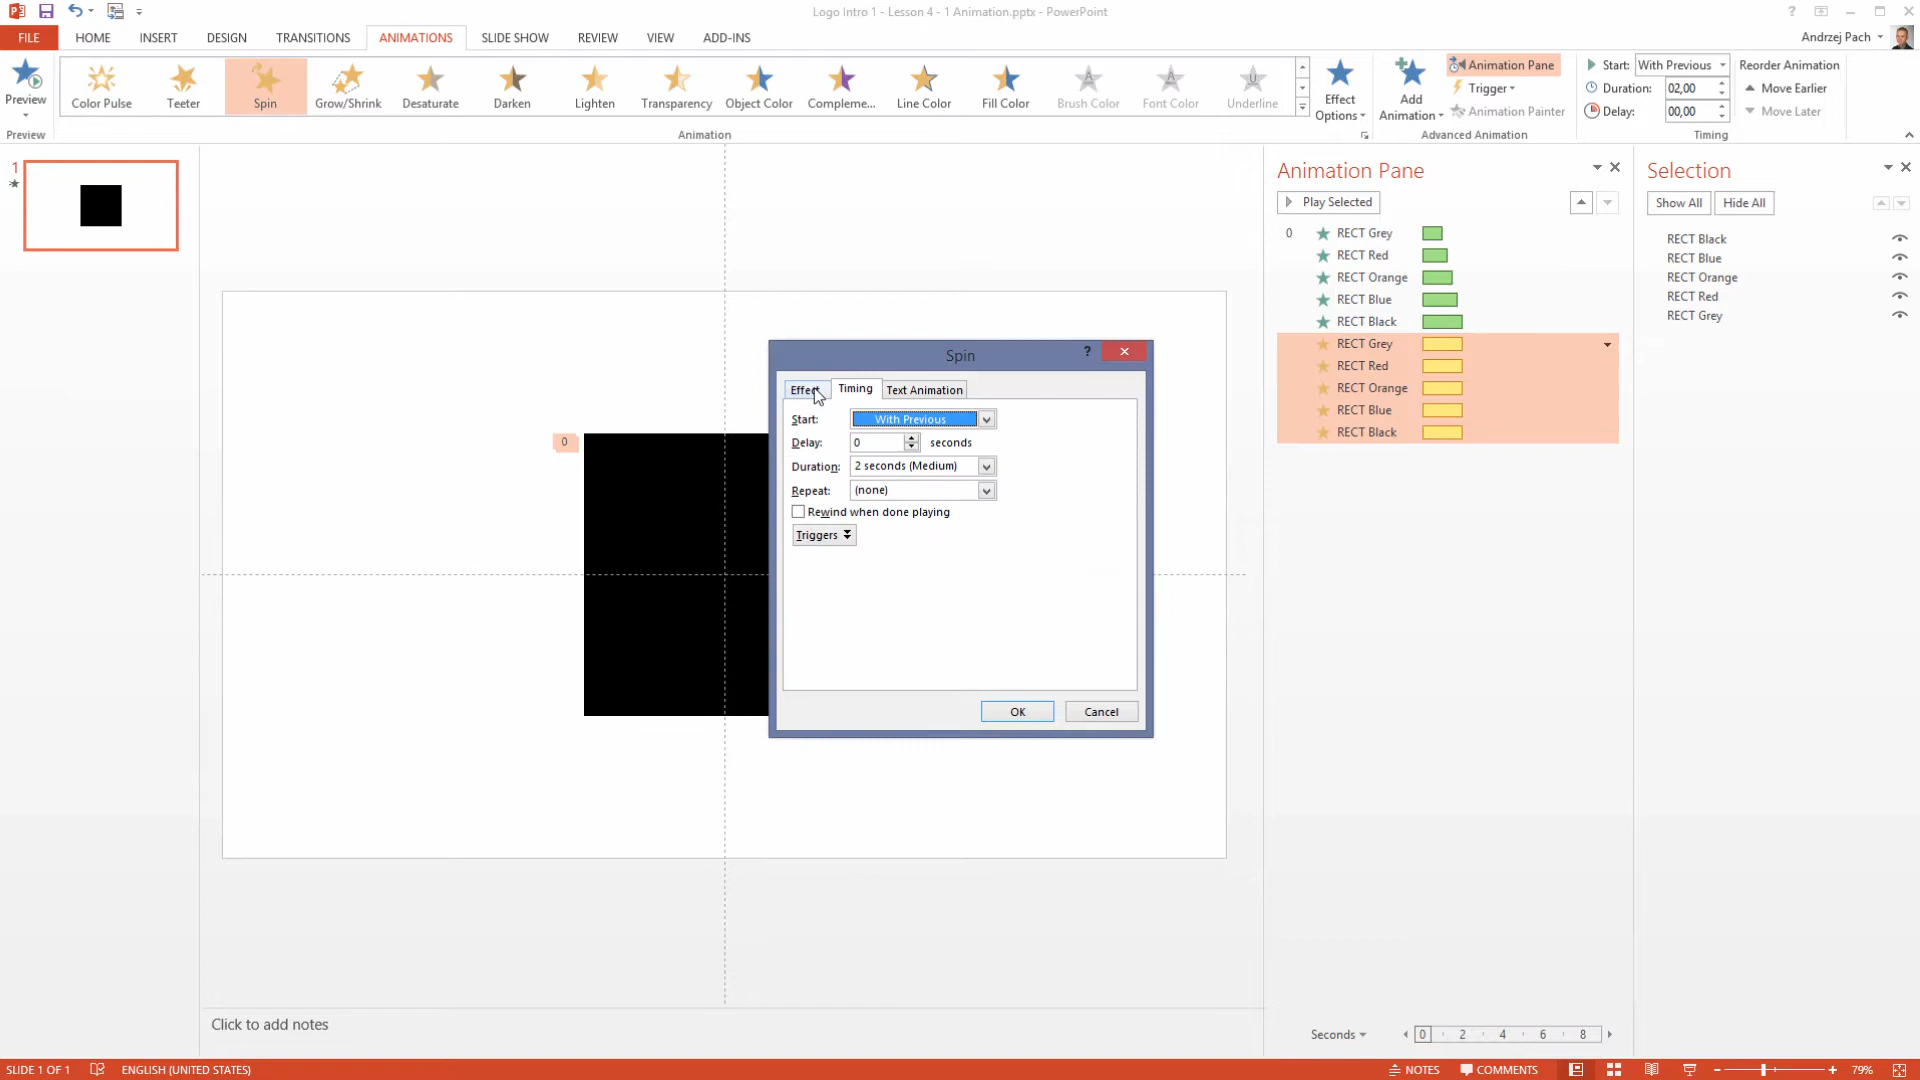 Logo Intro 1 - Lesson 4 - 1 Animation.pptx - PowerPoint
FILE HOME INSERT DESIGN TRANSITIONS ANIMATIONS SLIDE SHOW REVIEW VIEW ADD-INS
Andrzej Pach
Preview
Preview
Color Pulse Teeter Spin Grow/Shrink Desaturate Darken Lighten Transparency Object Color Compleme... Line Color Fill Color Brush Color Font Color Underline
Animation
Effect
Options
Add
Animation
Animation Pane
Trigger
Animation Painter
Advanced Animation
Start: With Previous
Duration: 02,00
Delay: 00,00
Reorder Animation
Move Earlier
Move Later
Timing
1
0
Spin
Effect Timing Text Animation
Start: With Previous
Delay: 0 seconds
Duration: 2 seconds (Medium)
Repeat: (none)
Rewind when done playing
Triggers
OK Cancel
Animation Pane
Play Selected
0 RECT Grey
RECT Red
RECT Orange
RECT Blue
RECT Black
RECT Grey
RECT Red
RECT Orange
RECT Blue
RECT Black
Seconds 0 2 4 6 8
Selection
Show All Hide All
RECT Black
RECT Blue
RECT Orange
RECT Red
RECT Grey
Click to add notes
SLIDE 1 OF 1 ENGLISH (UNITED STATES) NOTES COMMENTS 79%